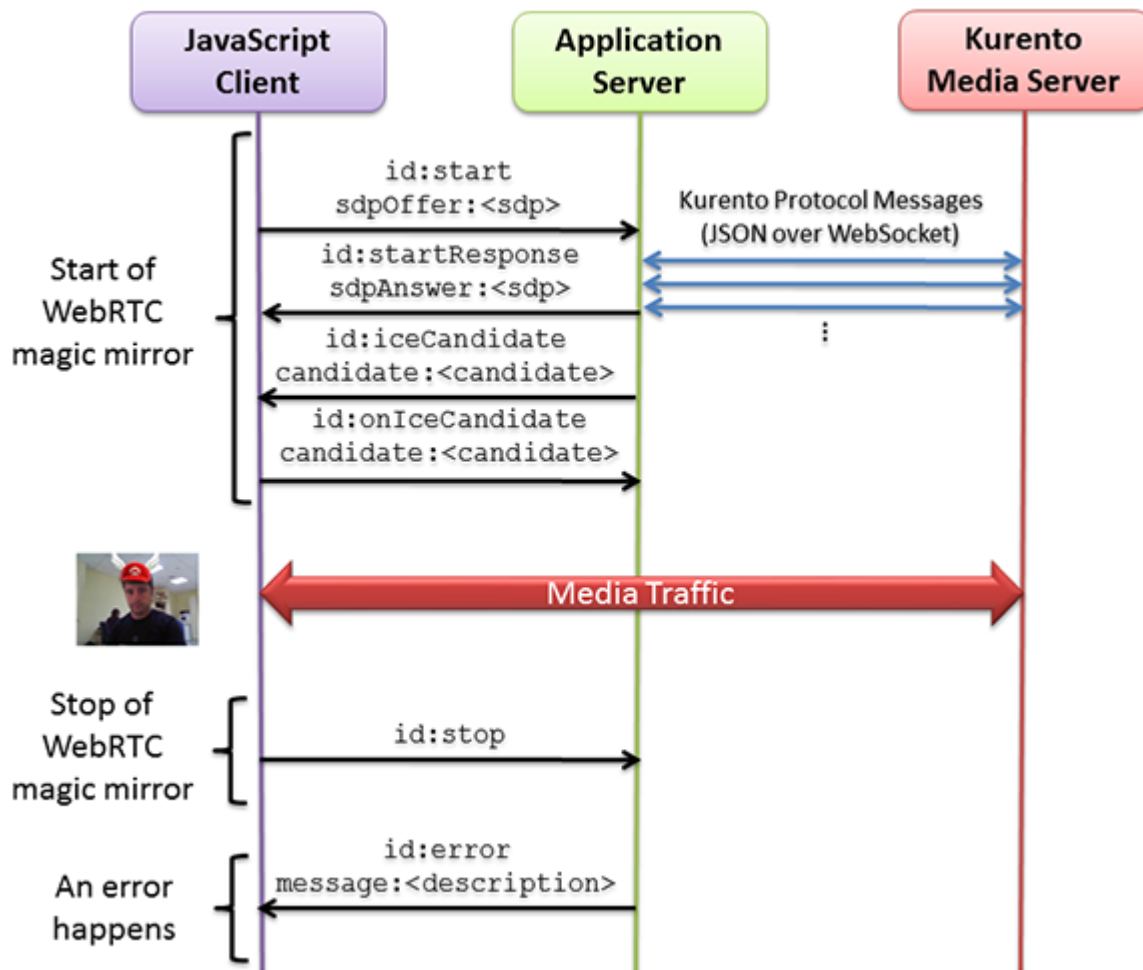 JavaScript
Client
Application
Server
Kurento
Media Server
Start of
WebRTC
magic mirror
id:start
sdpOffer:<sdp>
Kurento Protocol Messages
(JSON over WebSocket)
id:startResponse
sdpAnswer:<sdp>
id:iceCandidate
candidate:<candidate>
id:onIceCandidate
candidate:<candidate>
Media Traffic
Stop of
WebRTC
magic mirror
id:stop
An error
happens
id:error
message:<description>